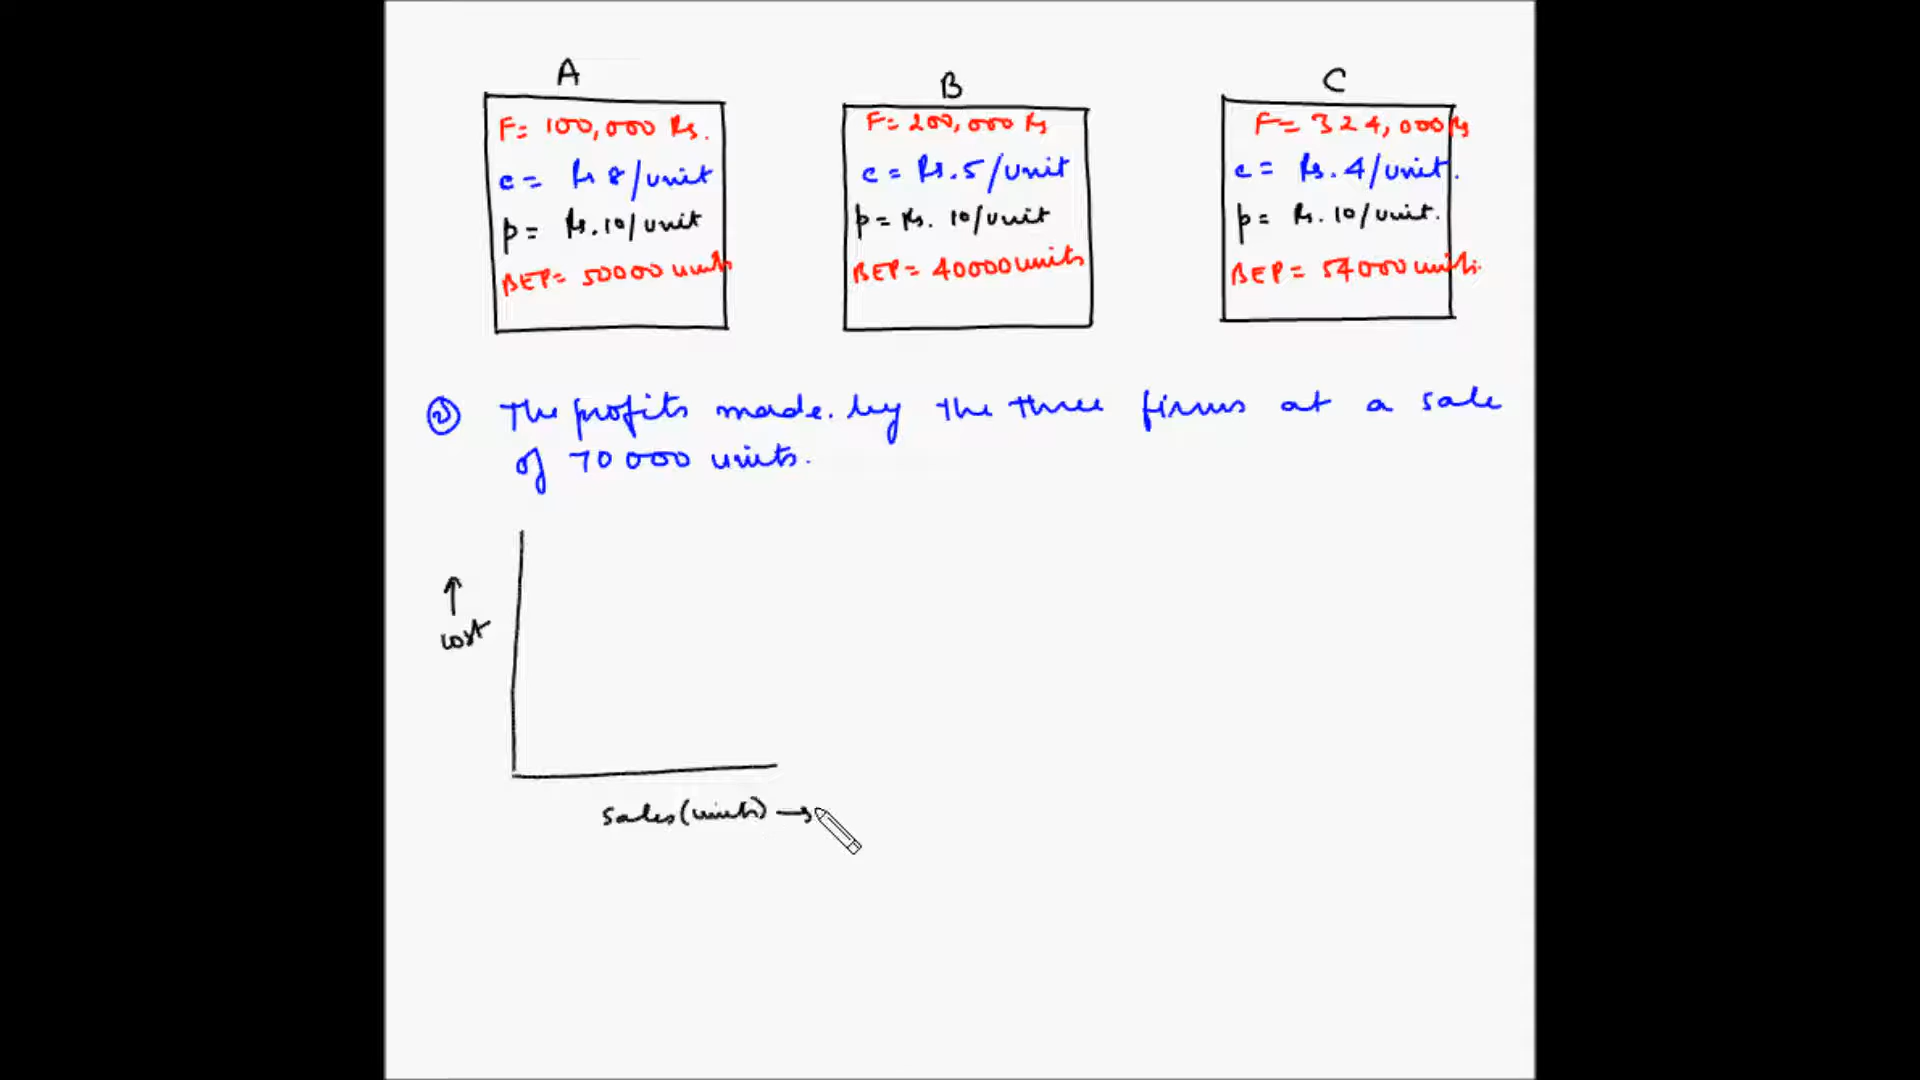 A
F= 100,000 Rs.
c= Rs 8/unit
p= Rs.10/unit
BEP= 50000 units
B
F= 200,000 Rs
c= Rs.5/unit
p= Rs. 10/unit
BEP= 40000 units
C
F= 324,000 Rs
c= Rs. 4/unit.
p= Rs. 10/unit.
BEP= 54000 units.
② The profits made by the three firms at a sale
of 70000 units.
↑
cost
sales(units) →